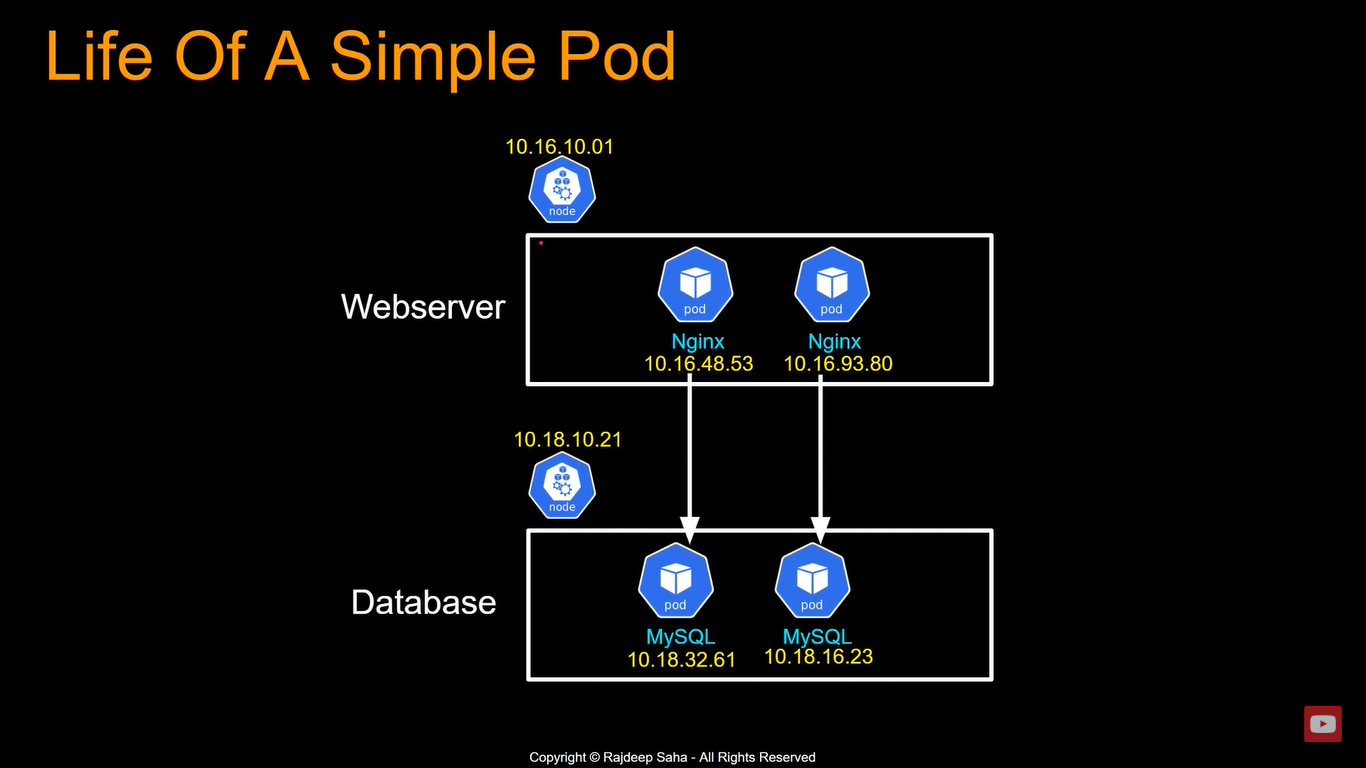 Life Of A Simple Pod
10.16.10.01
node
pod
pod
Webserver
Nginx
Nginx
10.16.48.53
10.16.93.80
10.18.10.21
node
pod
pod
Database
MySQL
MySQL
10.18.32.61
10.18.16.23
Copyright © Rajdeep Saha - All Rights Reserved